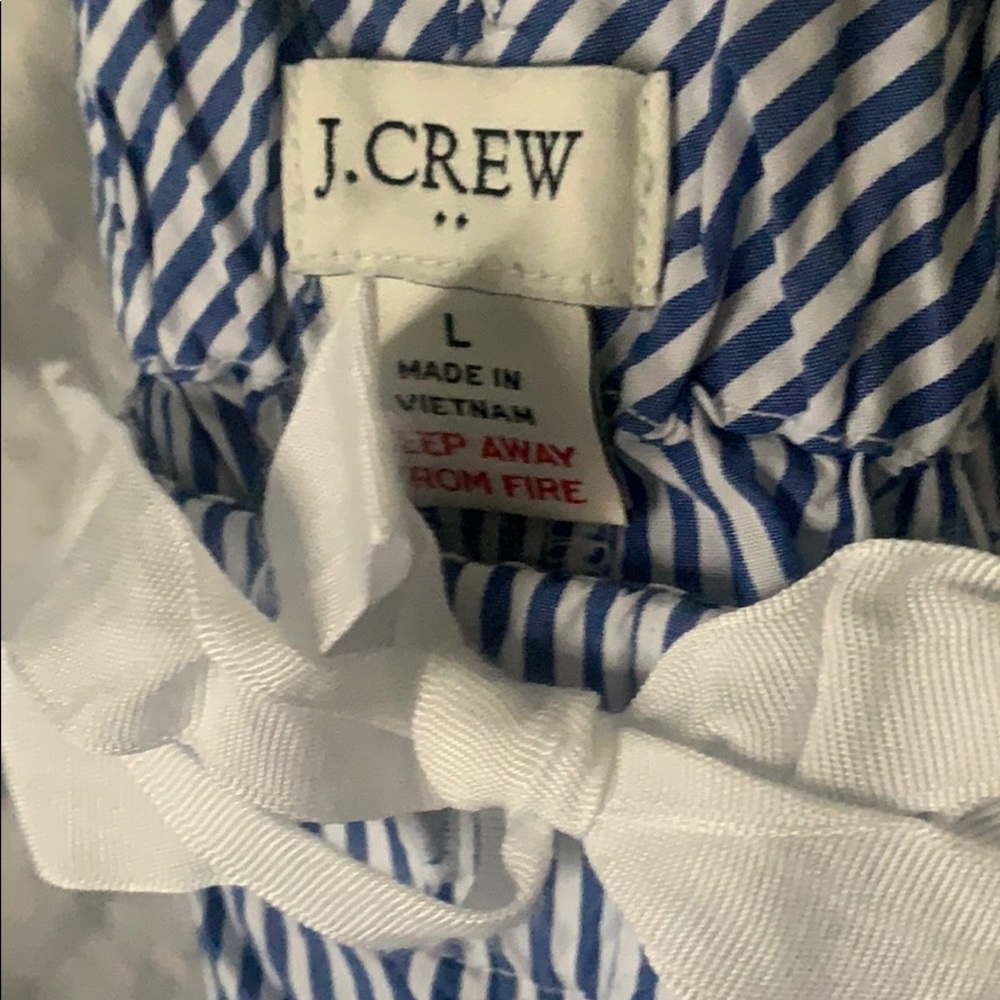 J.CREW
L
MADE IN
VIETNAM
EEP AWAY
ROM FIRE